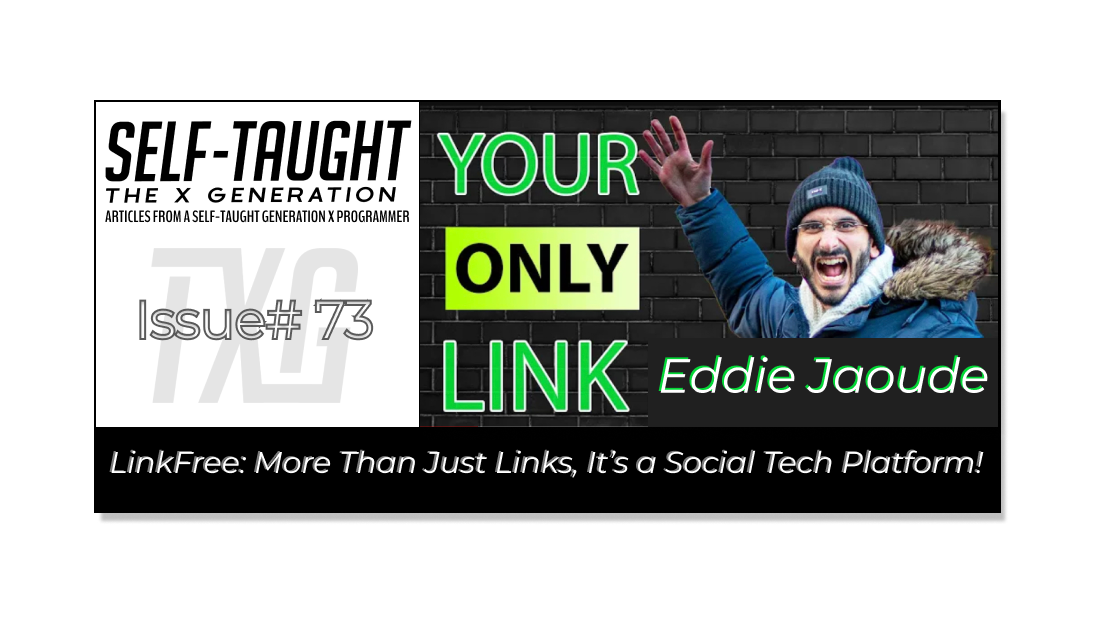 SELF-TAUGHT
THE X GENERATION
ARTICLES FROM A SELF-TAUGHT GENERATION X PROGRAMMER
TXG
Issue# 73
YOUR
ONLY
LINK
Eddie Jaoude
LinkFree: More Than Just Links, It's a Social Tech Platform!